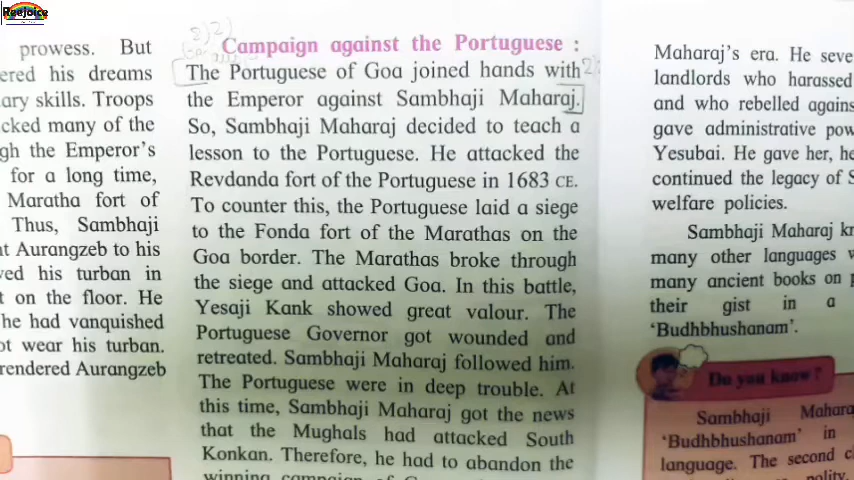 Reejoice
prowess. But
ered his dreams
ary skills. Troops
cked many of the
gh the Emperor's
for a long time,
Maratha fort of
Thus, Sambhaji
t Aurangzeb to his
ved his turban in
t on the floor. He
he had vanquished
ot wear his turban.
rendered Aurangzeb
Campaign against the Portuguese :
The Portuguese of Goa joined hands with
the Emperor against Sambhaji Maharaj.
So, Sambhaji Maharaj decided to teach a
lesson to the Portuguese. He attacked the
Revdanda fort of the Portuguese in 1683 CE.
To counter this, the Portuguese laid a siege
to the Fonda fort of the Marathas on the
Goa border. The Marathas broke through
the siege and attacked Goa. In this battle,
Yesaji Kank showed great valour. The
Portuguese Governor got wounded and
retreated. Sambhaji Maharaj followed him.
The Portuguese were in deep trouble. At
this time, Sambhaji Maharaj got the news
that the Mughals had attacked South
Konkan. Therefore, he had to abandon the
winning campaign of
Maharaj's era. He seve
landlords who harassed
and who rebelled agains
gave administrative pow
Yesubai. He gave her, he
continued the legacy of S
welfare policies.
Sambhaji Maharaj kn
many other languages
many ancient books on p
their gist in a
'Budhbhushanam'.
Do you know?
Sambhaji Mahara
'Budhbhushanam' in
language. The second c
polity.